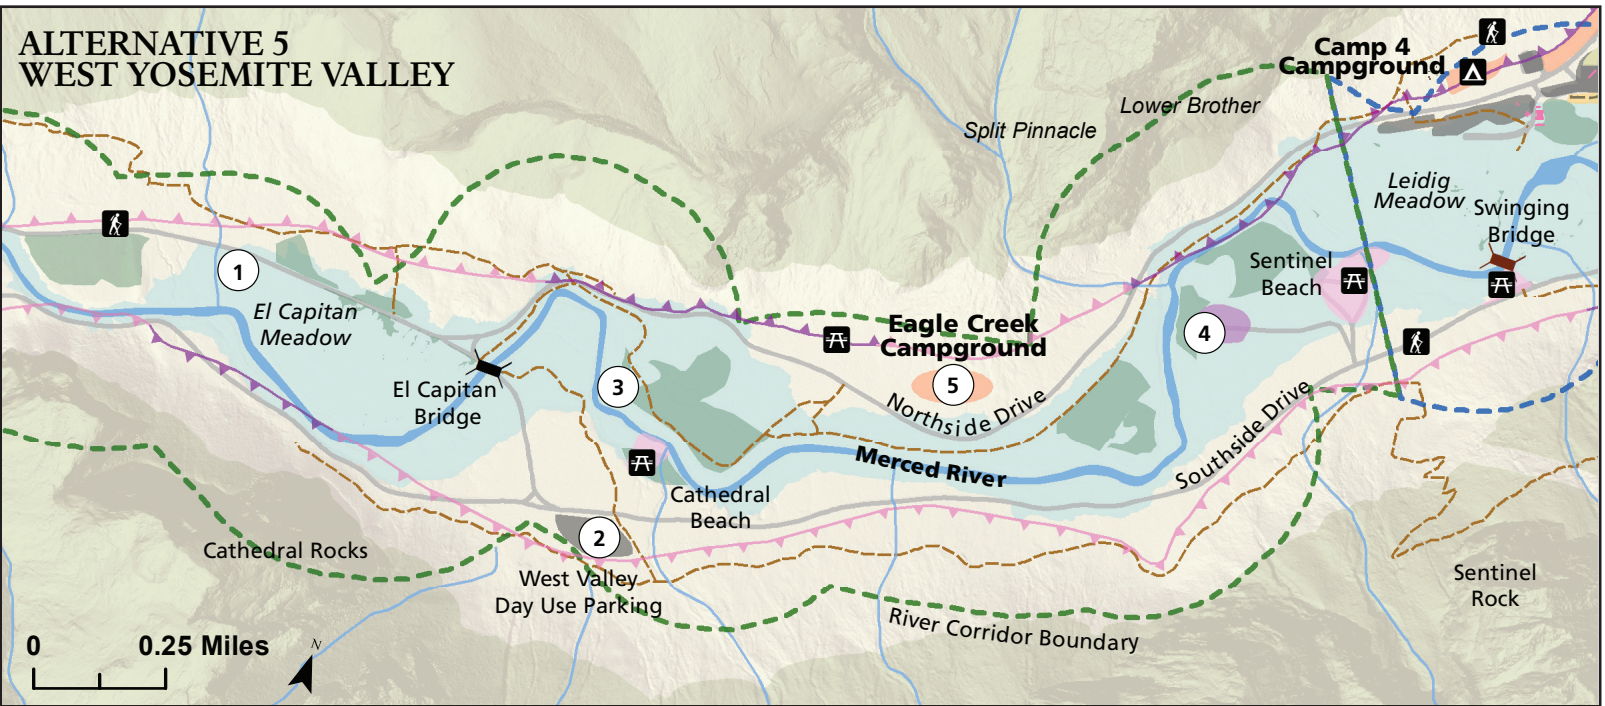 ALTERNATIVE 5
WEST YOSEMITE VALLEY
Camp 4
Campground
Lower Brother
Split Pinnacle
Leidig
Meadow
Swinging
Bridge
Sentinel
Beach
1
El Capitan
Meadow
Eagle Creek
Campground
4
5
3
El Capitan
Bridge
Northside Drive
Southside Drive
Merced River
Cathedral
Beach
2
Cathedral Rocks
West Valley
Day Use Parking
Sentinel
Rock
River Corridor Boundary
0 0.25 Miles
N